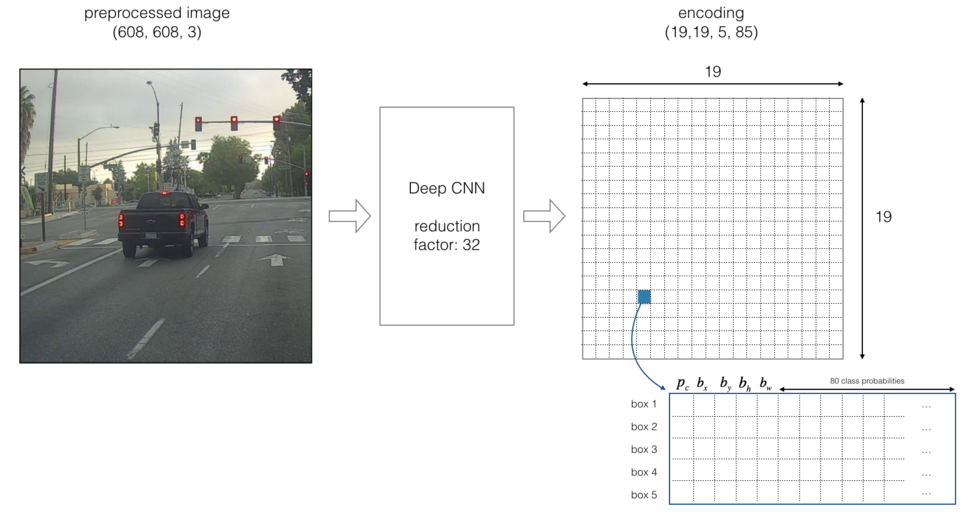 preprocessed image
(608, 608, 3)
encoding
(19,19, 5, 85)
19
Deep CNN
reduction
factor: 32
19
p_c b_x b_y b_h b_w
80 class probabilities
box 1 ...
box 2 ...
box 3 ...
box 4 ...
box 5 ...